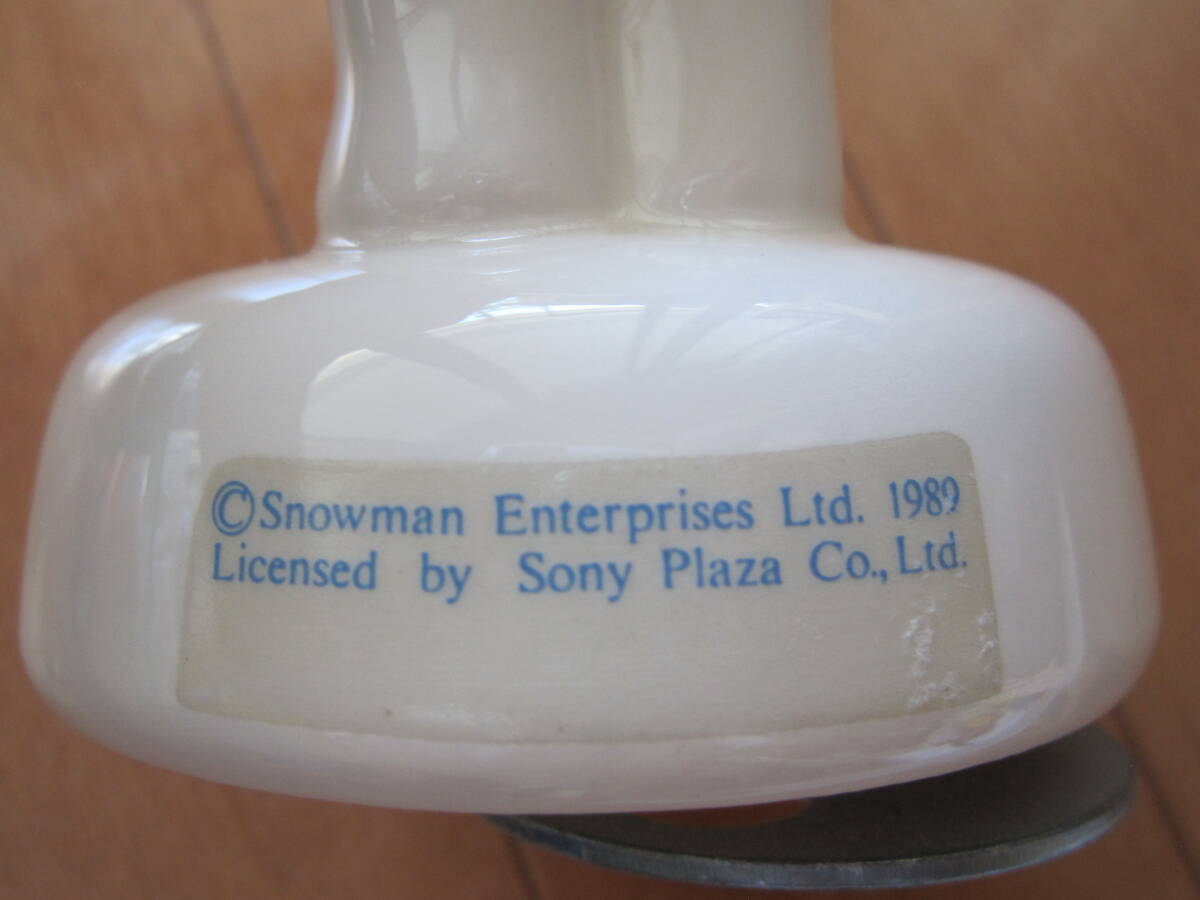 ©Snowman Enterprises Ltd. 1989
Licensed by Sony Plaza Co., Ltd.